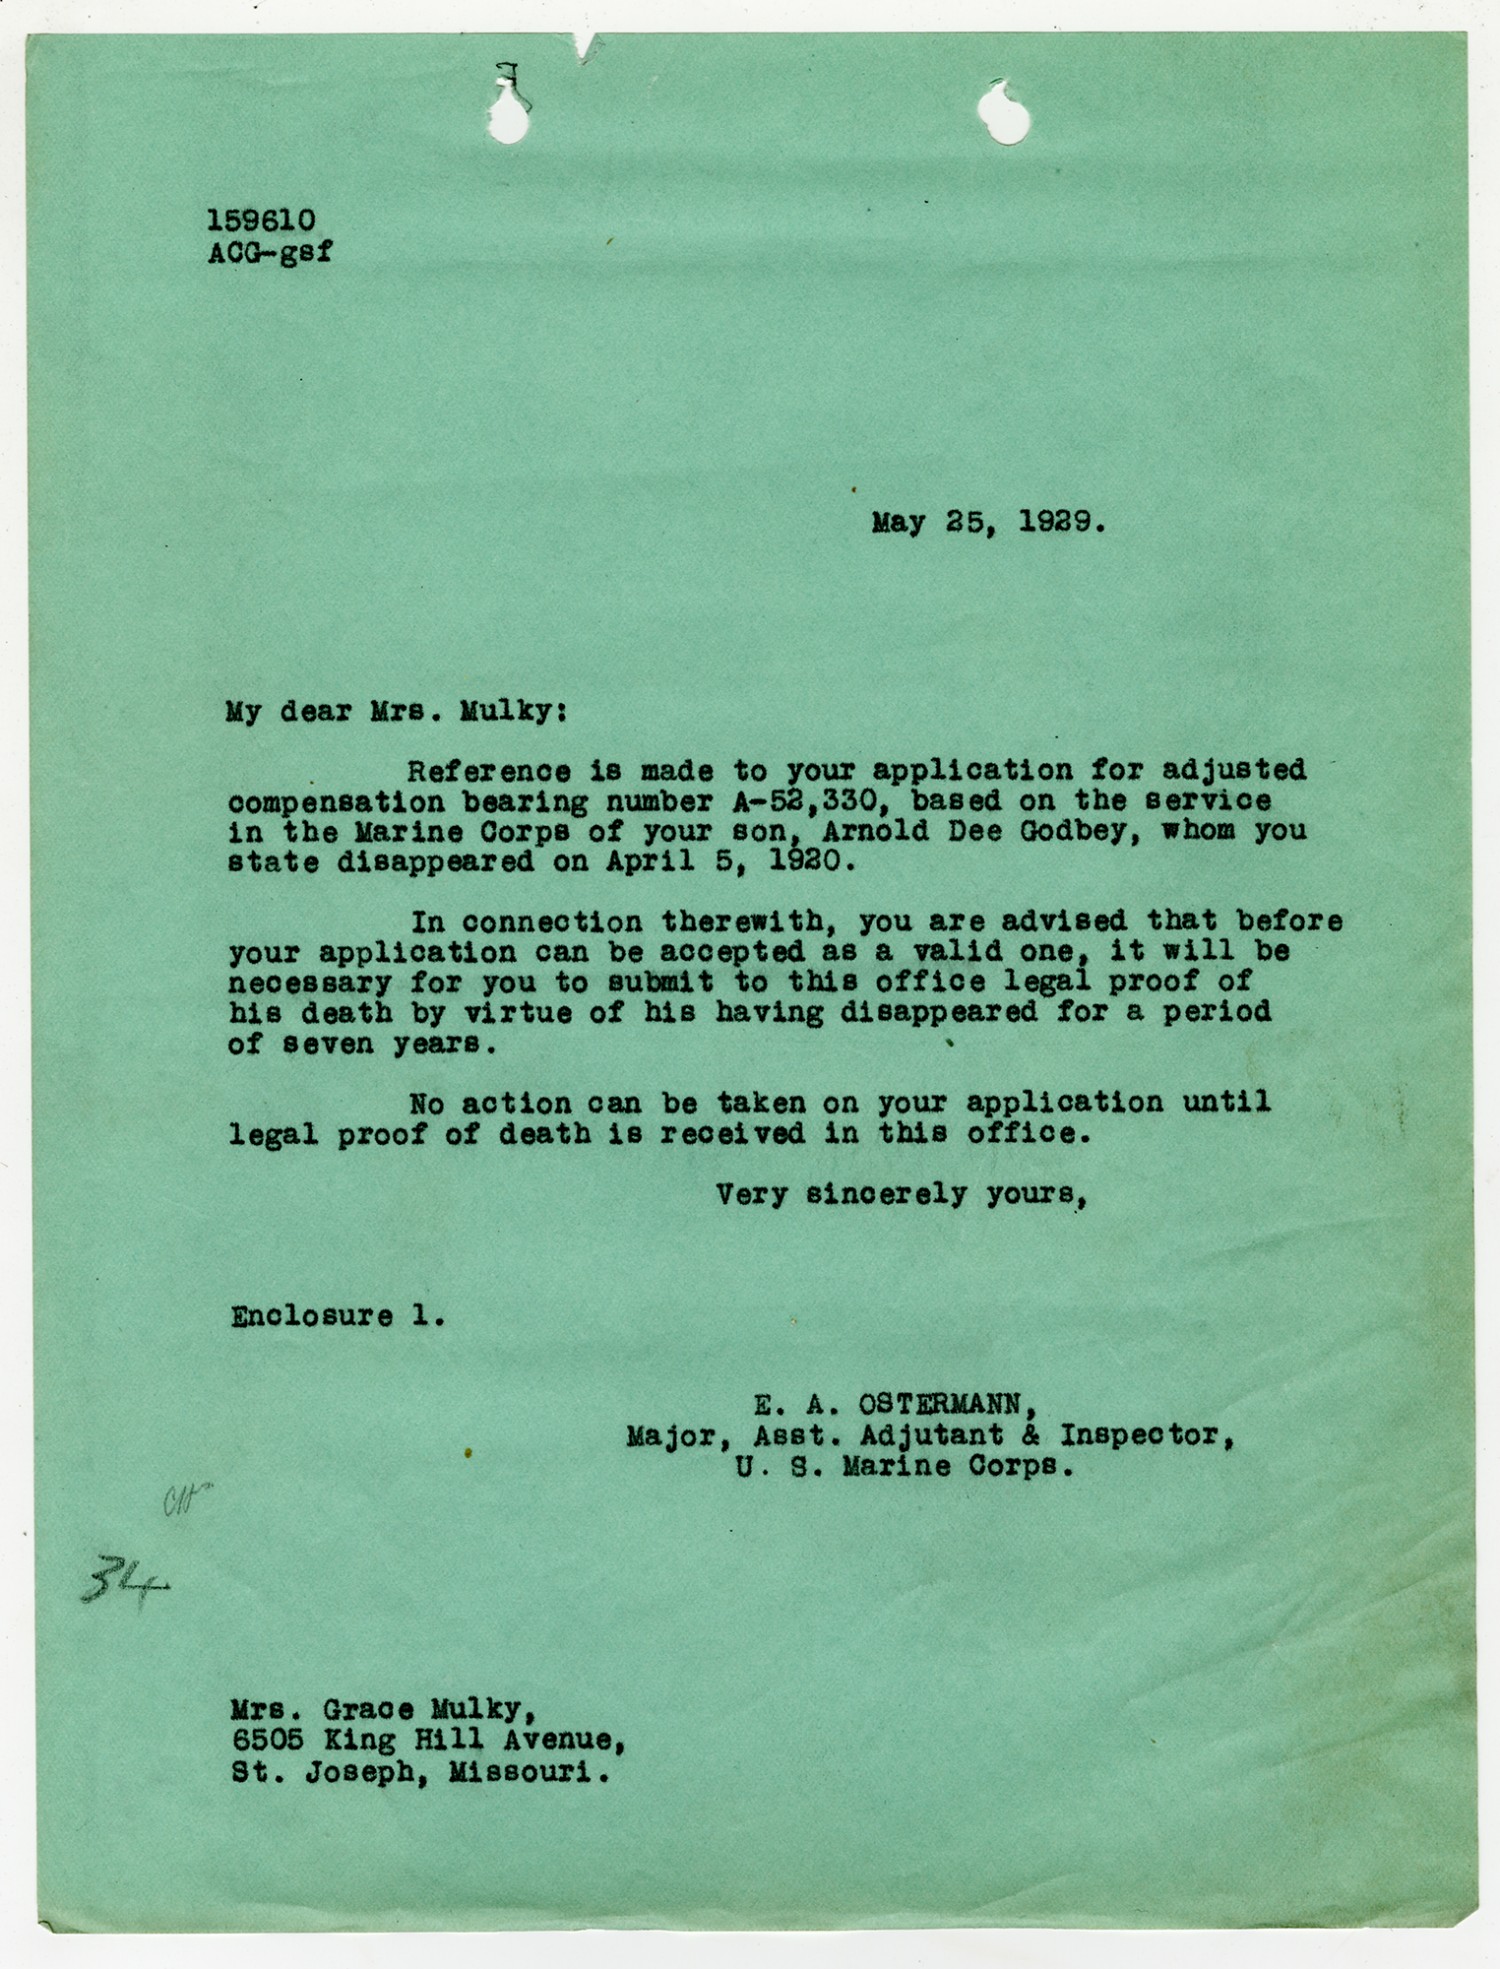 159610
ACG-gsf
May 25, 1929.
My dear Mrs. Mulky:
Reference is made to your application for adjusted
compensation bearing number A-52,330, based on the service
in the Marine Corps of your son, Arnold Dee Godbey, whom you
state disappeared on April 5, 1920.
In connection therewith, you are advised that before
your application can be accepted as a valid one, it will be
necessary for you to submit to this office legal proof of
his death by virtue of his having disappeared for a period
of seven years.
No action can be taken on your application until
legal proof of death is received in this office.
Very sincerely yours,
Enclosure 1.
E. A. OSTERMANN,
Major, Asst. Adjutant & Inspector,
U. S. Marine Corps.
34
Mrs. Grace Mulky,
6505 King Hill Avenue,
St. Joseph, Missouri.